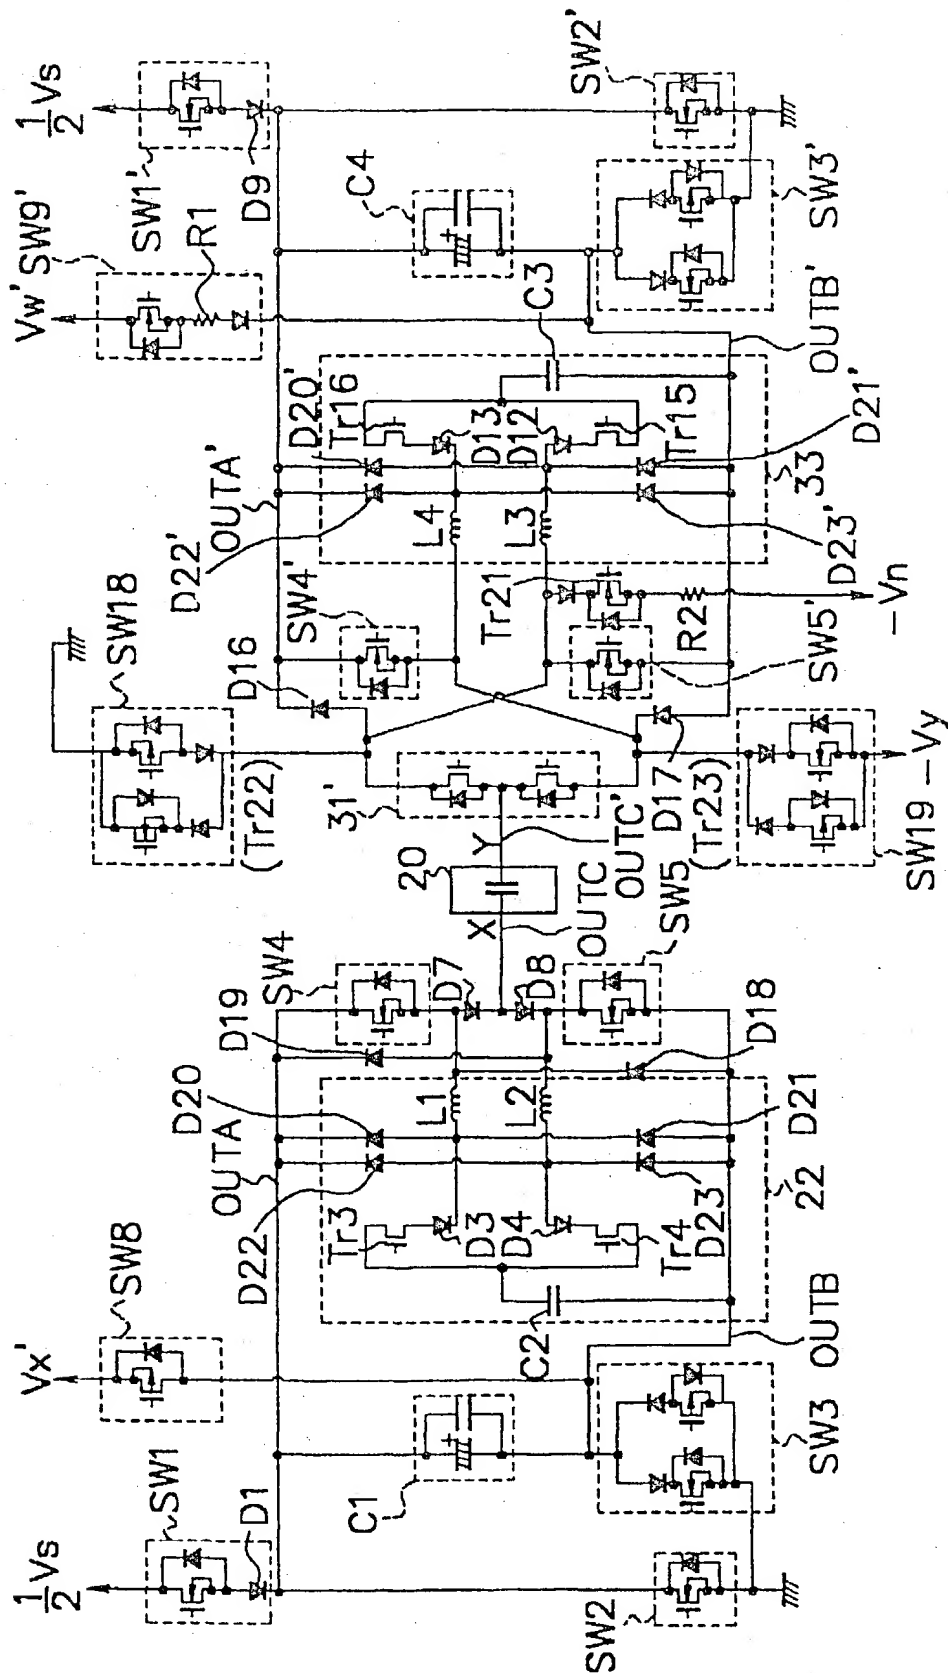 1/2 Vs
SW1
D1
Vx'
SW8
OUTA
D20
D19
SW4
D22
Tr3
D3
L1
D7
C1
C2
D4
L2
D8
Tr4
D23
D21
D18
SW5
22
OUTB
SW3
SW2
X
20
Y
OUTC
OUTC'
SW18
(Tr22)
D16
31'
D17
(Tr23)
SW19
-Vy
SW4'
D22'
OUTA'
D20'
Tr16
L4
D13
L3
D12
Tr21
Tr15
C3
R2
SW5'
-Vn
D23'
33
D21'
Vw'
SW9'
R1
SW1'
1/2 Vs
D9
C4
OUTB'
SW3'
SW2'